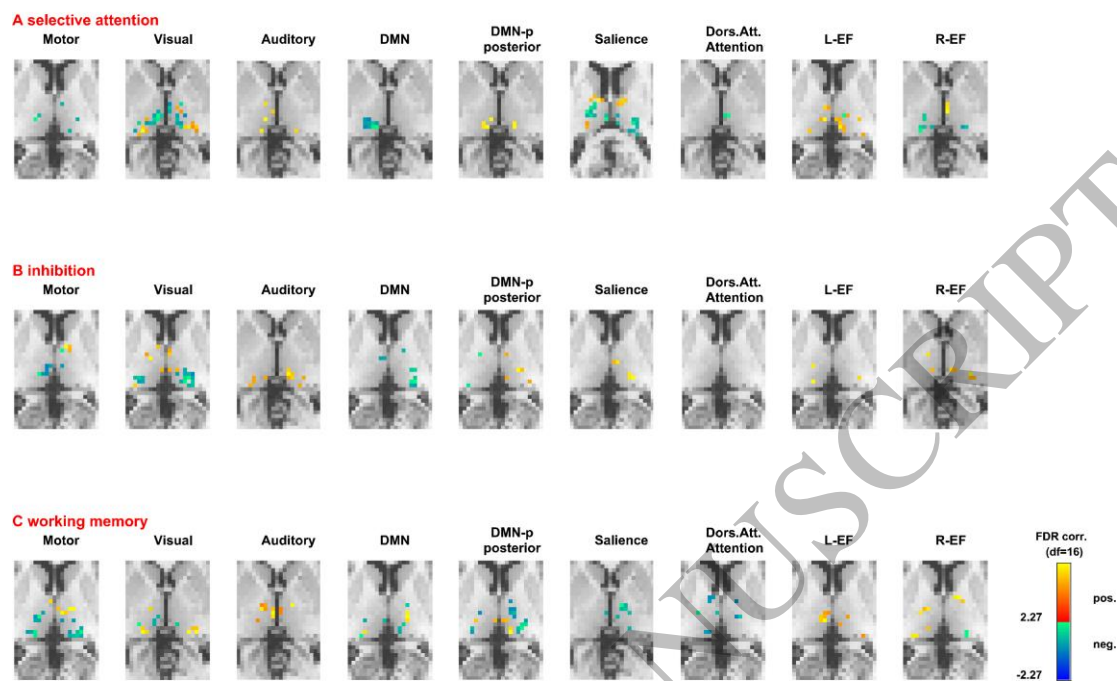 A selective attention
Motor Visual Auditory DMN DMN-p posterior Salience Dors.Att. Attention L-EF R-EF
B inhibition
Motor Visual Auditory DMN DMN-p posterior Salience Dors.Att. Attention L-EF R-EF
C working memory
Motor Visual Auditory DMN DMN-p posterior Salience Dors.Att. Attention L-EF R-EF
FDR corr.
(df=16)
pos.
2.27
neg.
-2.27
NUSCRIPT